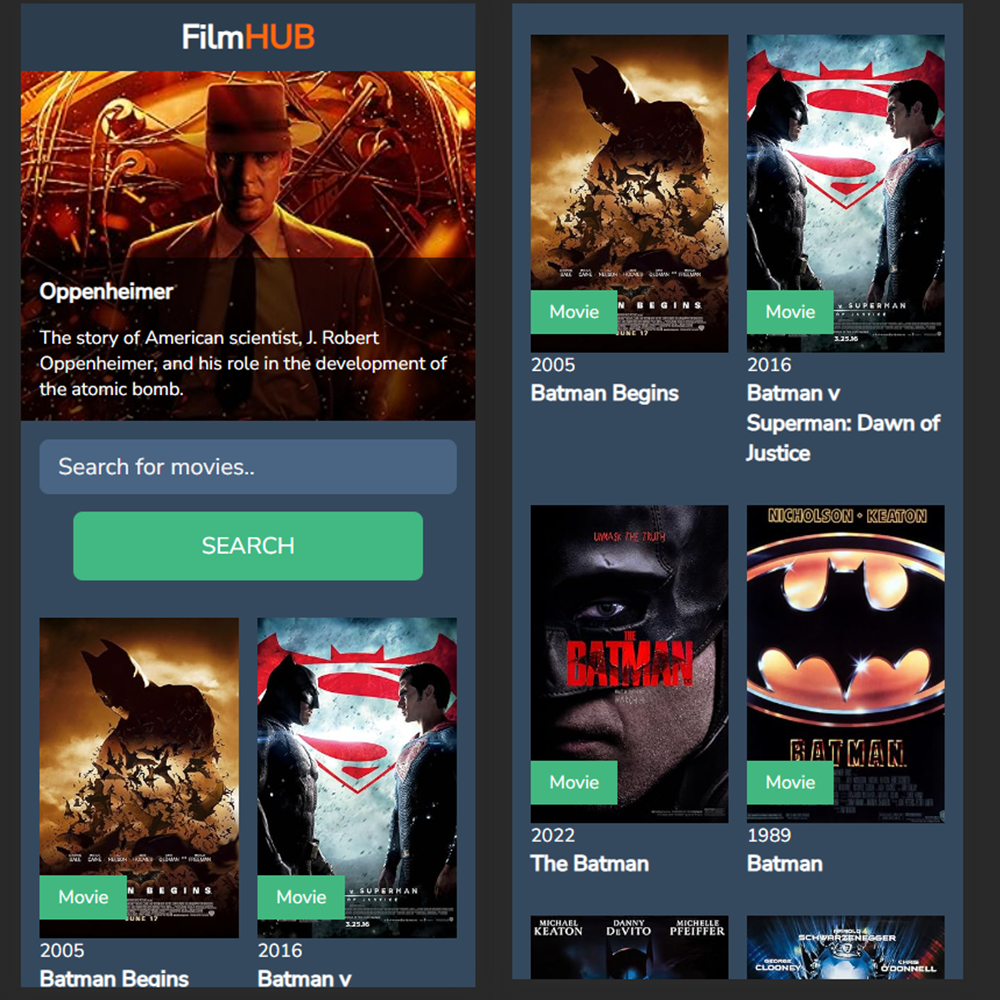 FilmHUB
Oppenheimer
The story of American scientist, J. Robert
Oppenheimer, and his role in the development of
the atomic bomb.
Search for movies..
SEARCH
N BEGINS
Movie
JUNE 17
2005
Batman Begins
V SUPERMAN
Movie
3.25.16
2016
Batman v
N BEGINS
Movie
JUNE 17
2005
Batman Begins
V SUPERMAN
Movie
3.25.16
2016
Batman v
Superman: Dawn of
Justice
UNMASK THE TRUTH
THE
BATMAN
Movie
2022
The Batman
NICHOLSON • KEATON
BATMAN
Movie
1989
Batman
MICHAEL KEATON
DANNY DEVITO
MICHELLE PFEIFFER
ARNOLD
SCHWARZENEGGER
GEORGE CLOONEY
CHRIS O'DONNELL